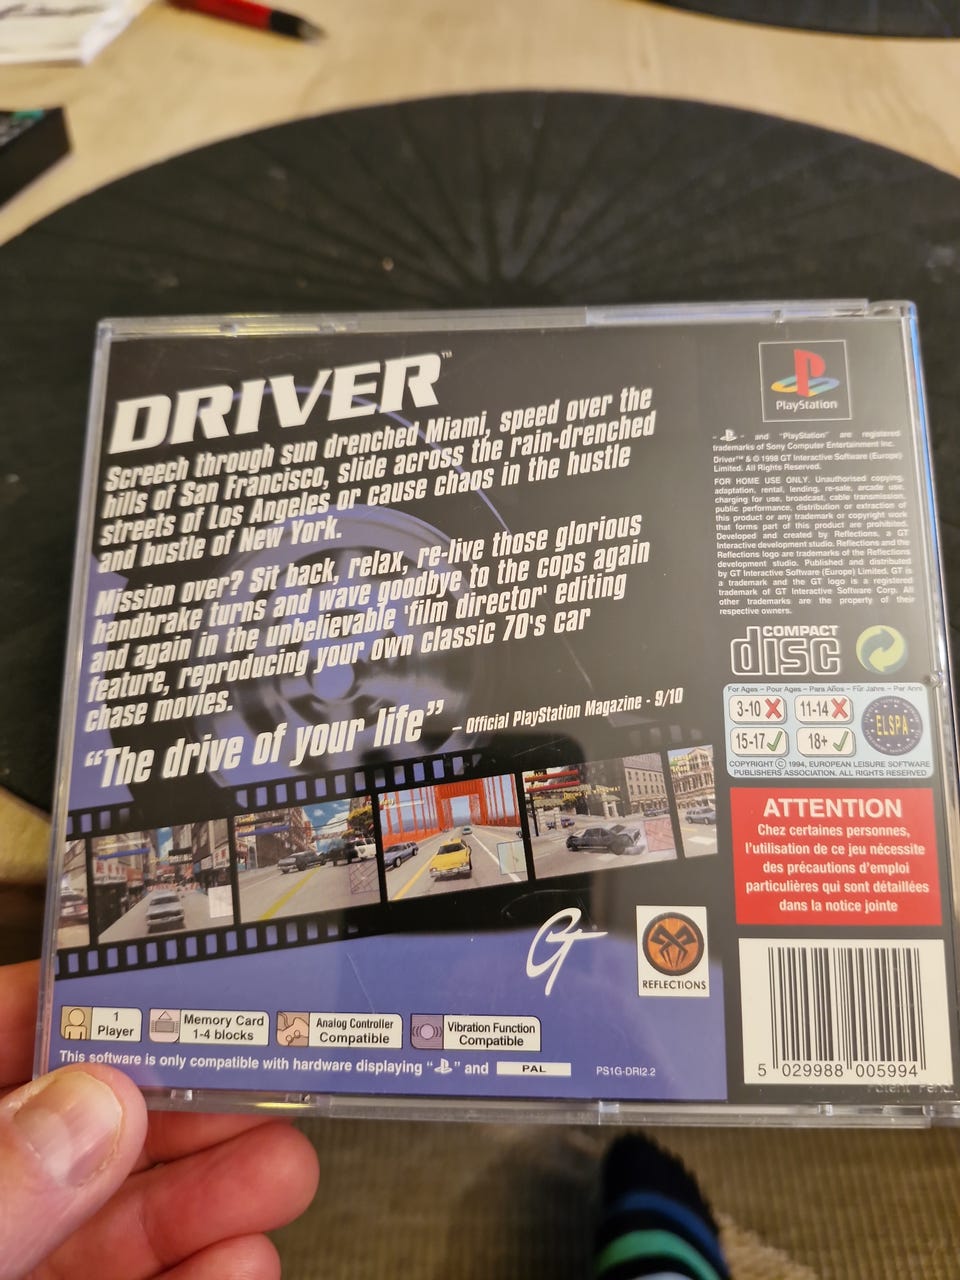 DRIVER™
Screech through sun drenched Miami, speed over the
hills of San Francisco, slide across the rain-drenched
streets of Los Angeles or cause chaos in the hustle
and bustle of New York.
Mission over? Sit back, relax, re-live those glorious
handbrake turns and wave goodbye to the cops again
and again in the unbelievable 'film director' editing
feature, reproducing your own classic 70's car
chase movies.
“The drive of your life” – Official PlayStation Magazine - 9/10
GT
REFLECTIONS
1
Player
Memory Card
1-4 blocks
Analog Controller
Compatible
Vibration Function
Compatible
This software is only compatible with hardware displaying “ ” and PAL
PS1G-DRI2.2
PlayStation
" " and "PlayStation" are registered
trademarks of Sony Computer Entertainment Inc.
Driver™ & © 1998 GT Interactive Software (Europe)
Limited. All Rights Reserved.
FOR HOME USE ONLY. Unauthorised copying,
adaptation, rental, lending, re-sale, arcade use,
charging for use, broadcast, cable transmission,
public performance, distribution or extraction of
this product or any trademark or copyright work
that forms part of this product are prohibited.
Developed and created by Reflections, a GT
Interactive development studio. Reflections and the
Reflections logo are trademarks of the Reflections
development studio. Published and distributed
by GT Interactive Software (Europe) Limited. GT is
a trademark and the GT logo is a registered
trademark of GT Interactive Software Corp. All
other trademarks are the property of their
respective owners.
COMPACT
disc
For Ages – Pour Ages – Para Años – Für Jahre – Per Anni
3-10
11-14
15-17
18+
ELSPA
COPYRIGHT © 1994, EUROPEAN LEISURE SOFTWARE
PUBLISHERS ASSOCIATION. ALL RIGHTS RESERVED
ATTENTION
Chez certaines personnes,
l'utilisation de ce jeu nécessite
des précautions d'emploi
particulières qui sont détaillées
dans la notice jointe
5 029988 005994